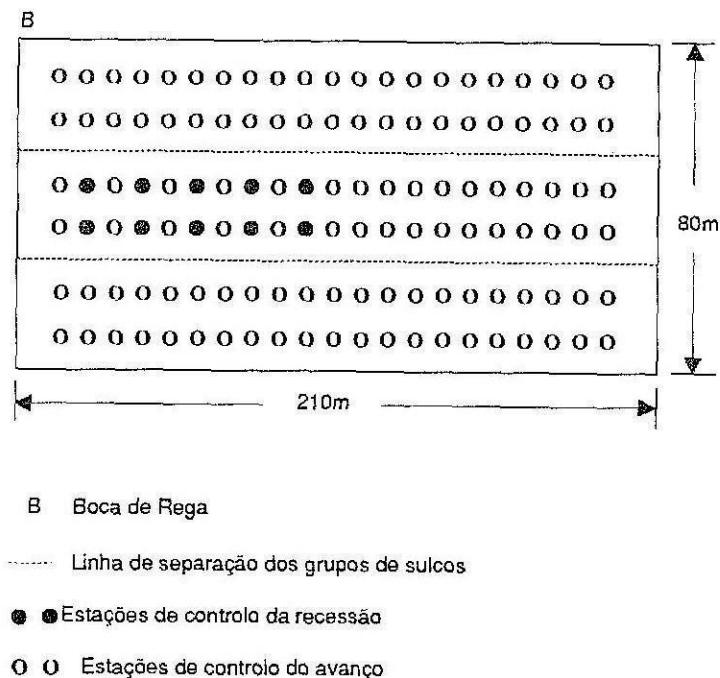 B
80m
210m
B Boca de Rega
Linha de separação dos grupos de sulcos
Estações de controlo da recessão
Estações de controlo do avanço